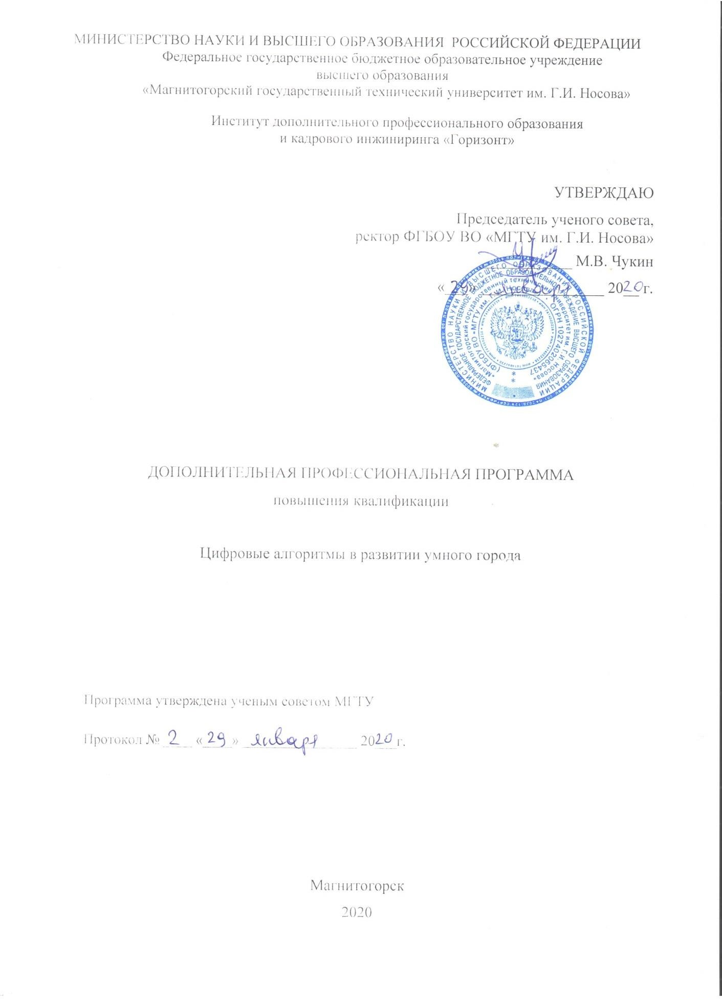 МИНИСТЕРСТВО НАУКИ И ВЫСШЕГО ОБРАЗОВАНИЯ РОССИЙСКОЙ ФЕДЕРАЦИИ
Федеральное государственное бюджетное образовательное учреждение
высшего образования
«Магнитогорский государственный технический университет им. Г.И. Носова»
Институт дополнительного профессионального образования
и кадрового инжиниринга «Горизонт»
УТВЕРЖДАЮ
Председатель ученого совета,
ректор ФГБОУ ВО «МГТУ им. Г.И. Носова»
М.В. Чукин
«29» января 2020 г.
МИНИСТЕРСТВО НАУКИ И ВЫСШЕГО ОБРАЗОВАНИЯ РОССИЙСКОЙ ФЕДЕРАЦИИ
ФЕДЕРАЛЬНОЕ ГОСУДАРСТВЕННОЕ БЮДЖЕТНОЕ ОБРАЗОВАТЕЛЬНОЕ УЧРЕЖДЕНИЕ ВЫСШЕГО ОБРАЗОВАНИЯ
«Магнитогорский государственный технический университет им. Г.И. Носова»
(ФГБОУ ВО «МГТУ им. Г.И. Носова») ОГРН 1027402065437
ДОПОЛНИТЕЛЬНАЯ ПРОФЕССИОНАЛЬНАЯ ПРОГРАММА
повышения квалификации
Цифровые алгоритмы в развитии умного города
Программа утверждена ученым советом МГТУ
Протокол № 2 «29» января 2020 г.
Магнитогорск
2020